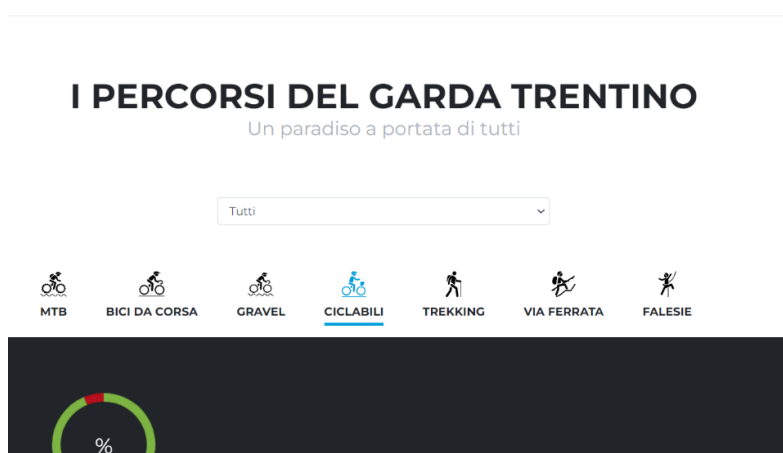 I PERCORSI DEL GARDA TRENTINO
Un paradiso a portata di tutti
Tutti
MTB
BICI DA CORSA
GRAVEL
CICLABILI
TREKKING
VIA FERRATA
FALESIE
%